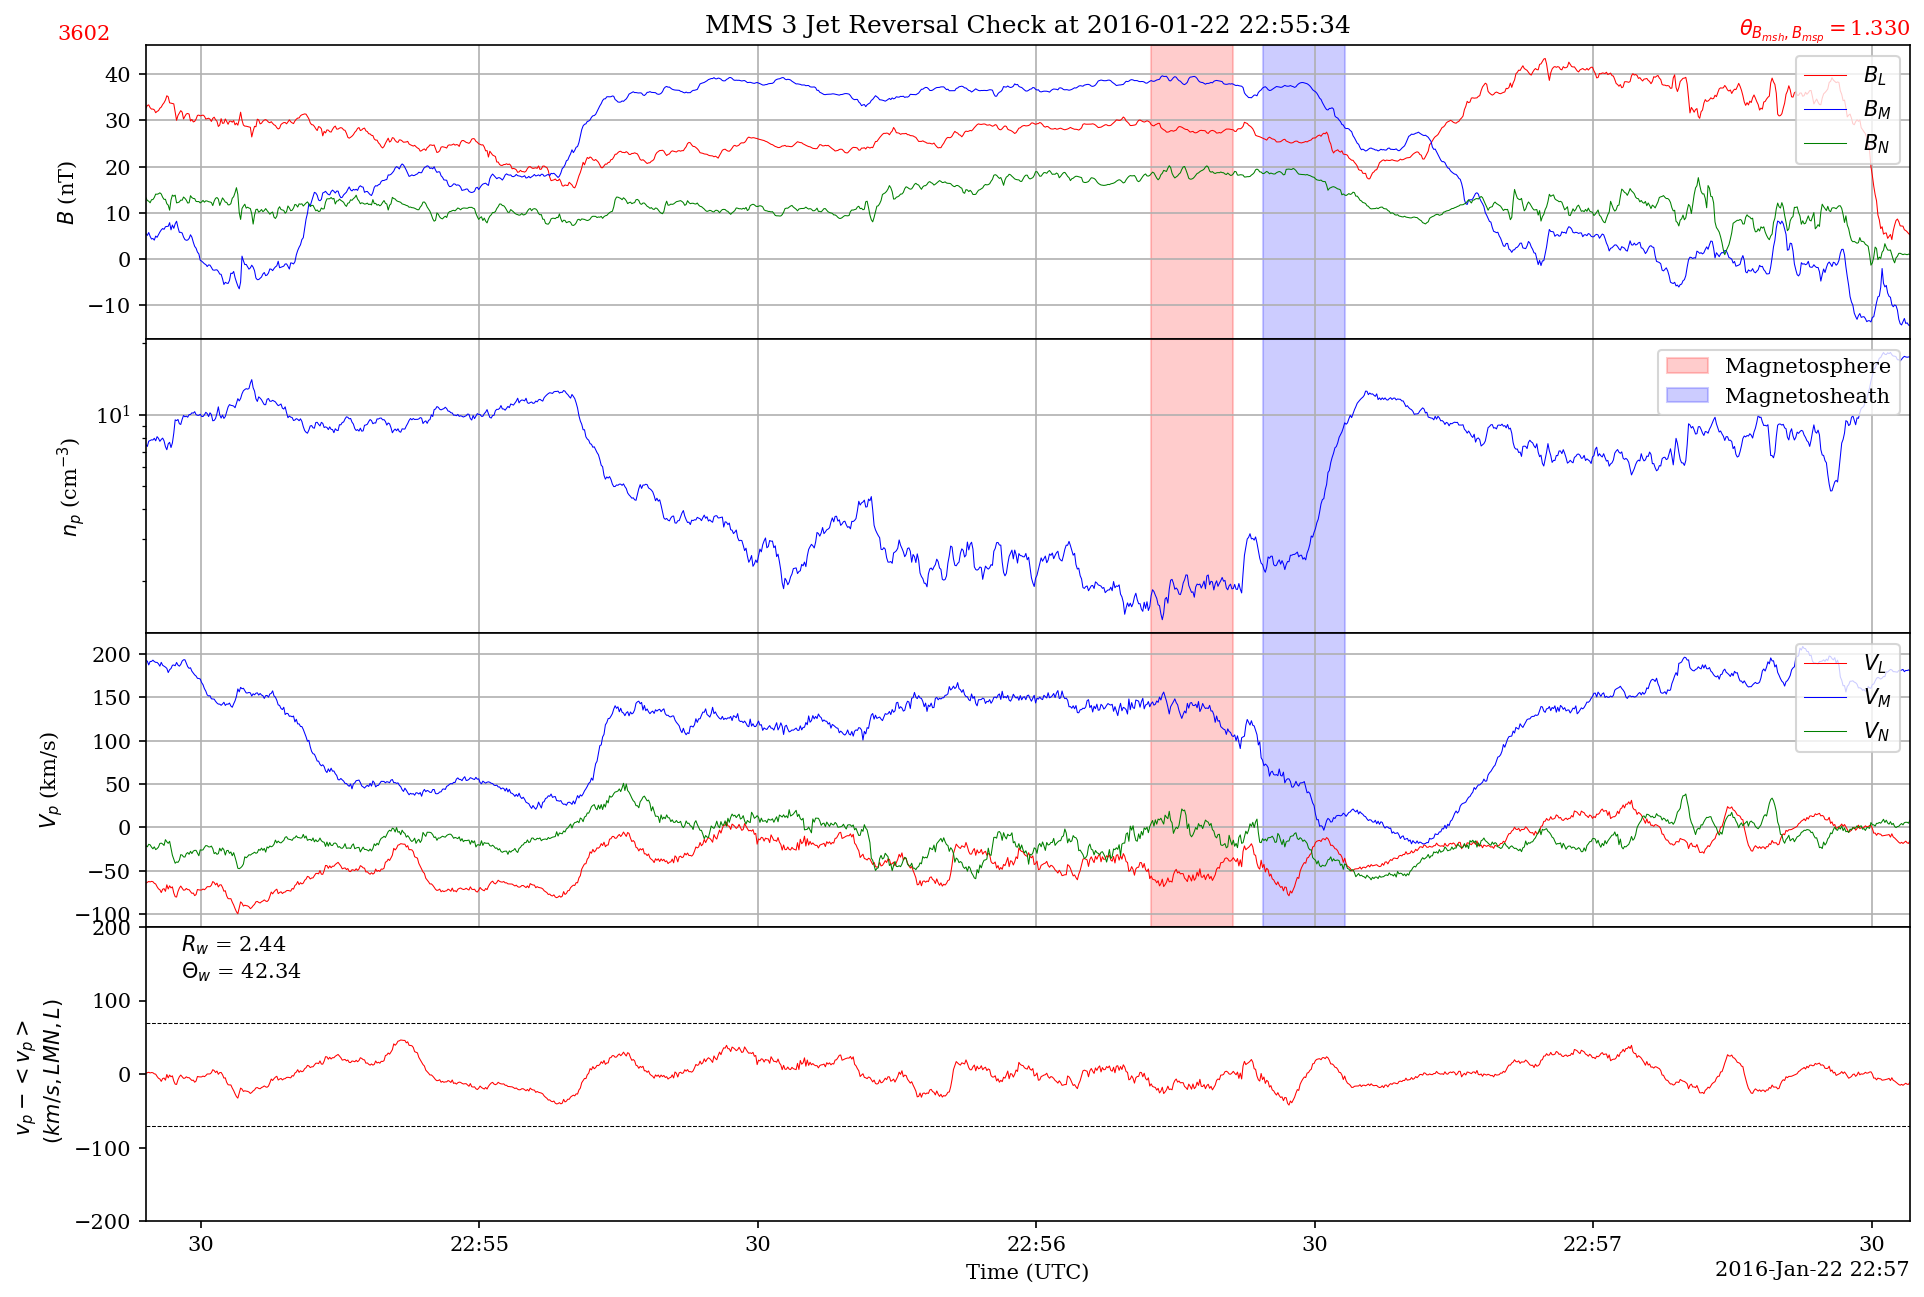 3602
MMS 3 Jet Reversal Check at 2016-01-22 22:55:34
θ_{B_{msh}, B_{msp}} = 1.330
40
30
20
10
0
−10
B (nT)
B_L
B_M
B_N
10^1
n_p (cm^{−3})
Magnetosphere
Magnetosheath
200
150
100
50
0
−50
−100
V_p (km/s)
V_L
V_M
V_N
200
100
0
−100
−200
v_p − < v_p >
(km/s, LMN, L)
R_w = 2.44
Θ_w = 42.34
30
22:55
30
22:56
30
22:57
30
Time (UTC)
2016-Jan-22 22:57